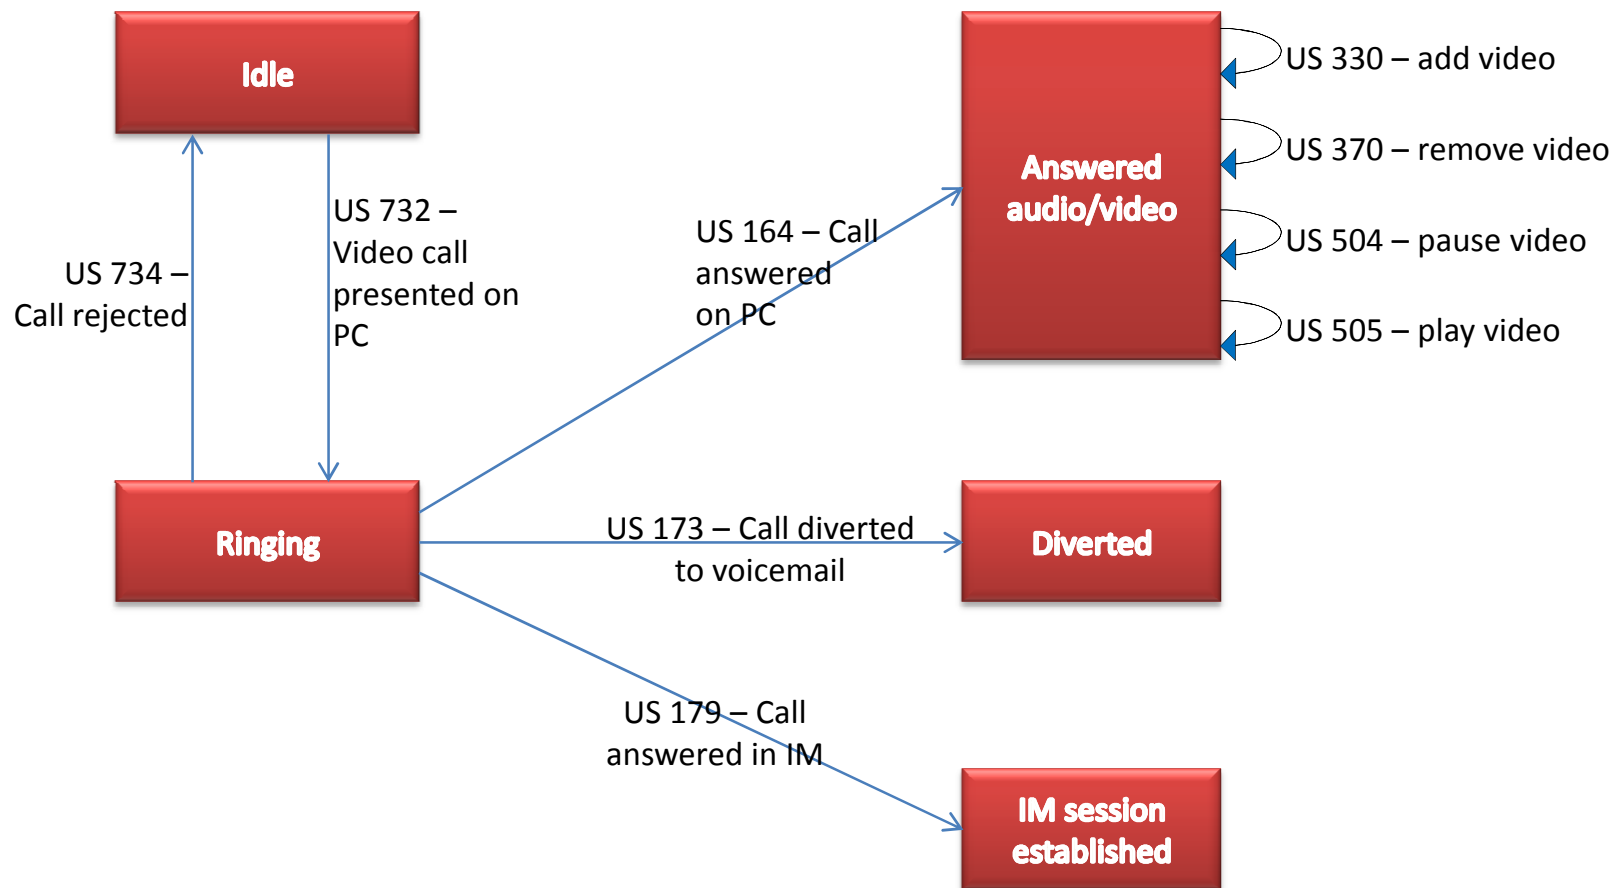 Idle
US 330 – add video
US 370 – remove video
Answered
audio/video
US 504 – pause video
US 505 – play video
US 732 –
Video call
presented on
PC
US 734 –
Call rejected
US 164 – Call
answered
on PC
Ringing
US 173 – Call diverted
to voicemail
Diverted
US 179 – Call
answered in IM
IM session
established